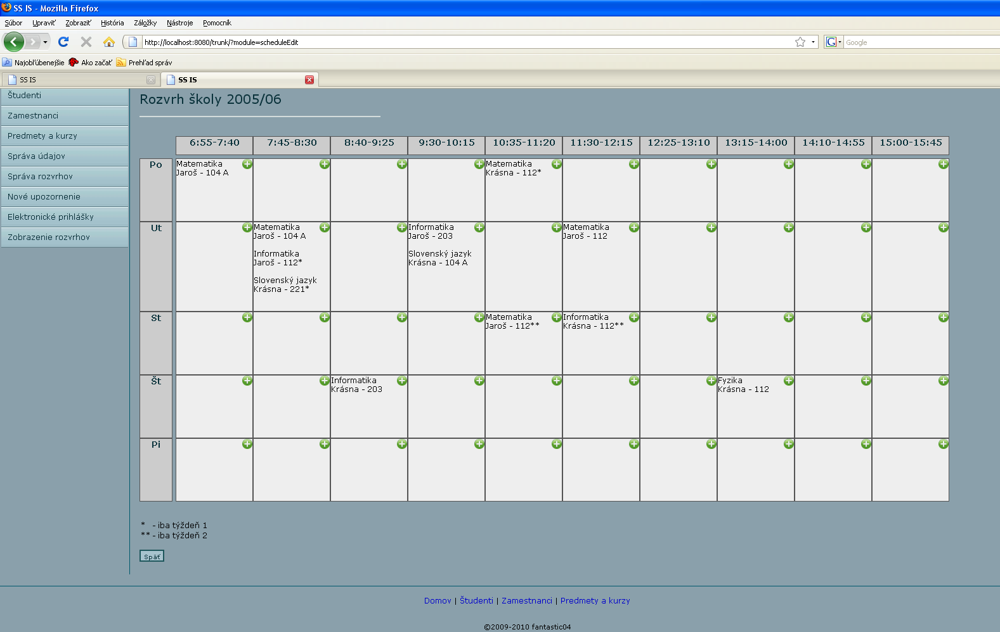 SS IS - Mozilla Firefox
Súbor Upraviť Zobraziť História Záložky Nástroje Pomocník
http://localhost:8080/trunk/?module=scheduleEdit
Google
Najobľúbenejšie Ako začať Prehľad správ
SS IS SS IS
Študenti
Zamestnanci
Predmety a kurzy
Správa údajov
Správa rozvrhov
Nové upozornenie
Elektronické prihlášky
Zobrazenie rozvrhov
Rozvrh školy 2005/06
6:55-7:40 7:45-8:30 8:40-9:25 9:30-10:15 10:35-11:20 11:30-12:15 12:25-13:10 13:15-14:00 14:10-14:55 15:00-15:45
Po
Matematika
Jaroš - 104 A
Matematika
Krásna - 112*
Ut
Matematika
Jaroš - 104 A
Informatika
Jaroš - 112*
Slovenský jazyk
Krásna - 221*
Informatika
Jaroš - 203
Slovenský jazyk
Krásna - 104 A
Matematika
Jaroš - 112
St
Matematika
Jaroš - 112**
Informatika
Krásna - 112**
Št
Informatika
Krásna - 203
Fyzika
Krásna - 112
Pi
* - iba týždeň 1
** - iba týždeň 2
Späť
Domov | Študenti | Zamestnanci | Predmety a kurzy
©2009-2010 fantastic04